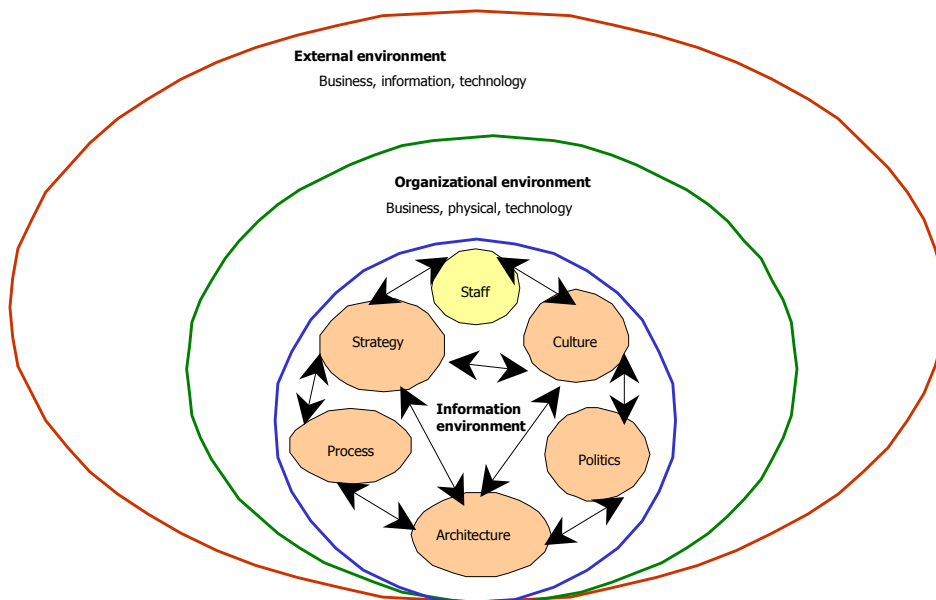 External environment
Business, information, technology
Organizational environment
Business, physical, technology
Staff
Strategy
Culture
Information
environment
Process
Politics
Architecture